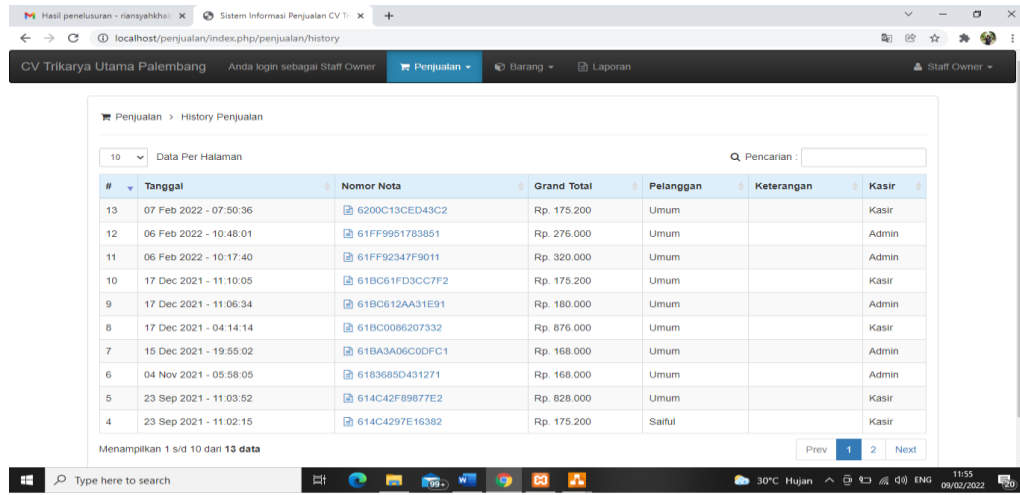 Hasil penelusuran - riansyahkhai
Sistem Informasi Penjualan CV Tr
localhost/penjualan/index.php/penjualan/history
CV Trikarya Utama Palembang Anda login sebagai Staff Owner Penjualan Barang Laporan Staff Owner
Penjualan > History Penjualan
10 Data Per Halaman Pencarian :
# Tanggal Nomor Nota Grand Total Pelanggan Keterangan Kasir
13 07 Feb 2022 - 07:50:36 6200C13CED43C2 Rp. 175.200 Umum Kasir
12 06 Feb 2022 - 10:48:01 61FF9951783851 Rp. 276.000 Umum Admin
11 06 Feb 2022 - 10:17:40 61FF92347F9011 Rp. 320.000 Umum Admin
10 17 Dec 2021 - 11:10:05 61BC61FD3CC7F2 Rp. 175.200 Umum Kasir
9 17 Dec 2021 - 11:06:34 61BC612AA31E91 Rp. 180.000 Umum Admin
8 17 Dec 2021 - 04:14:14 61BC0086207332 Rp. 876.000 Umum Kasir
7 15 Dec 2021 - 19:55:02 61BA3A06C0DFC1 Rp. 168.000 Umum Admin
6 04 Nov 2021 - 05:58:05 6183685D431271 Rp. 168.000 Umum Admin
5 23 Sep 2021 - 11:03:52 614C42F89877E2 Rp. 828.000 Umum Kasir
4 23 Sep 2021 - 11:02:15 614C4297E16382 Rp. 175.200 Saiful Kasir
Menampilkan 1 s/d 10 dari 13 data Prev 1 2 Next
Type here to search 99+ 30°C Hujan ENG 11:55
09/02/2022 20